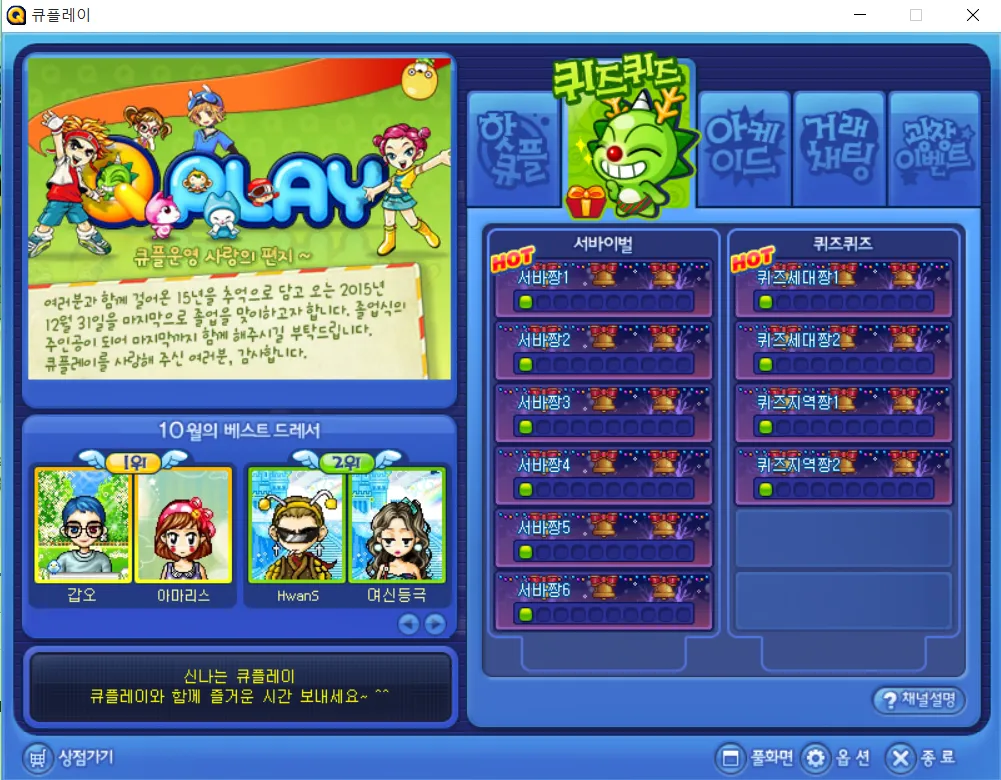 큐플레이
QPLAY
큐플운영 사랑의 편지 ~
여러분과 함께 걸어온 15년을 추억으로 담고 오는 2015년
12월 31일을 마지막으로 졸업을 맞이하고자 합니다. 졸업식의
주인공이 되어 마지막까지 함께 해주시길 부탁드립니다.
큐플레이를 사랑해 주신 여러분, 감사합니다.
10월의 베스트 드레서
1위
2위
갑오
아마리스
HwanS
여신등극
신나는 큐플레이
큐플레이와 함께 즐거운 시간 보내세요~ ^^
핫큐플
퀴즈퀴즈
아케이드
거래채팅
광장이벤트
서바이벌
HOT
서바짱1
서바짱2
서바짱3
서바짱4
서바짱5
서바짱6
퀴즈퀴즈
HOT
퀴즈세대짱1
퀴즈세대짱2
퀴즈지역짱1
퀴즈지역짱2
? 채널설명
상점가기
풀화면
옵 션
종 료